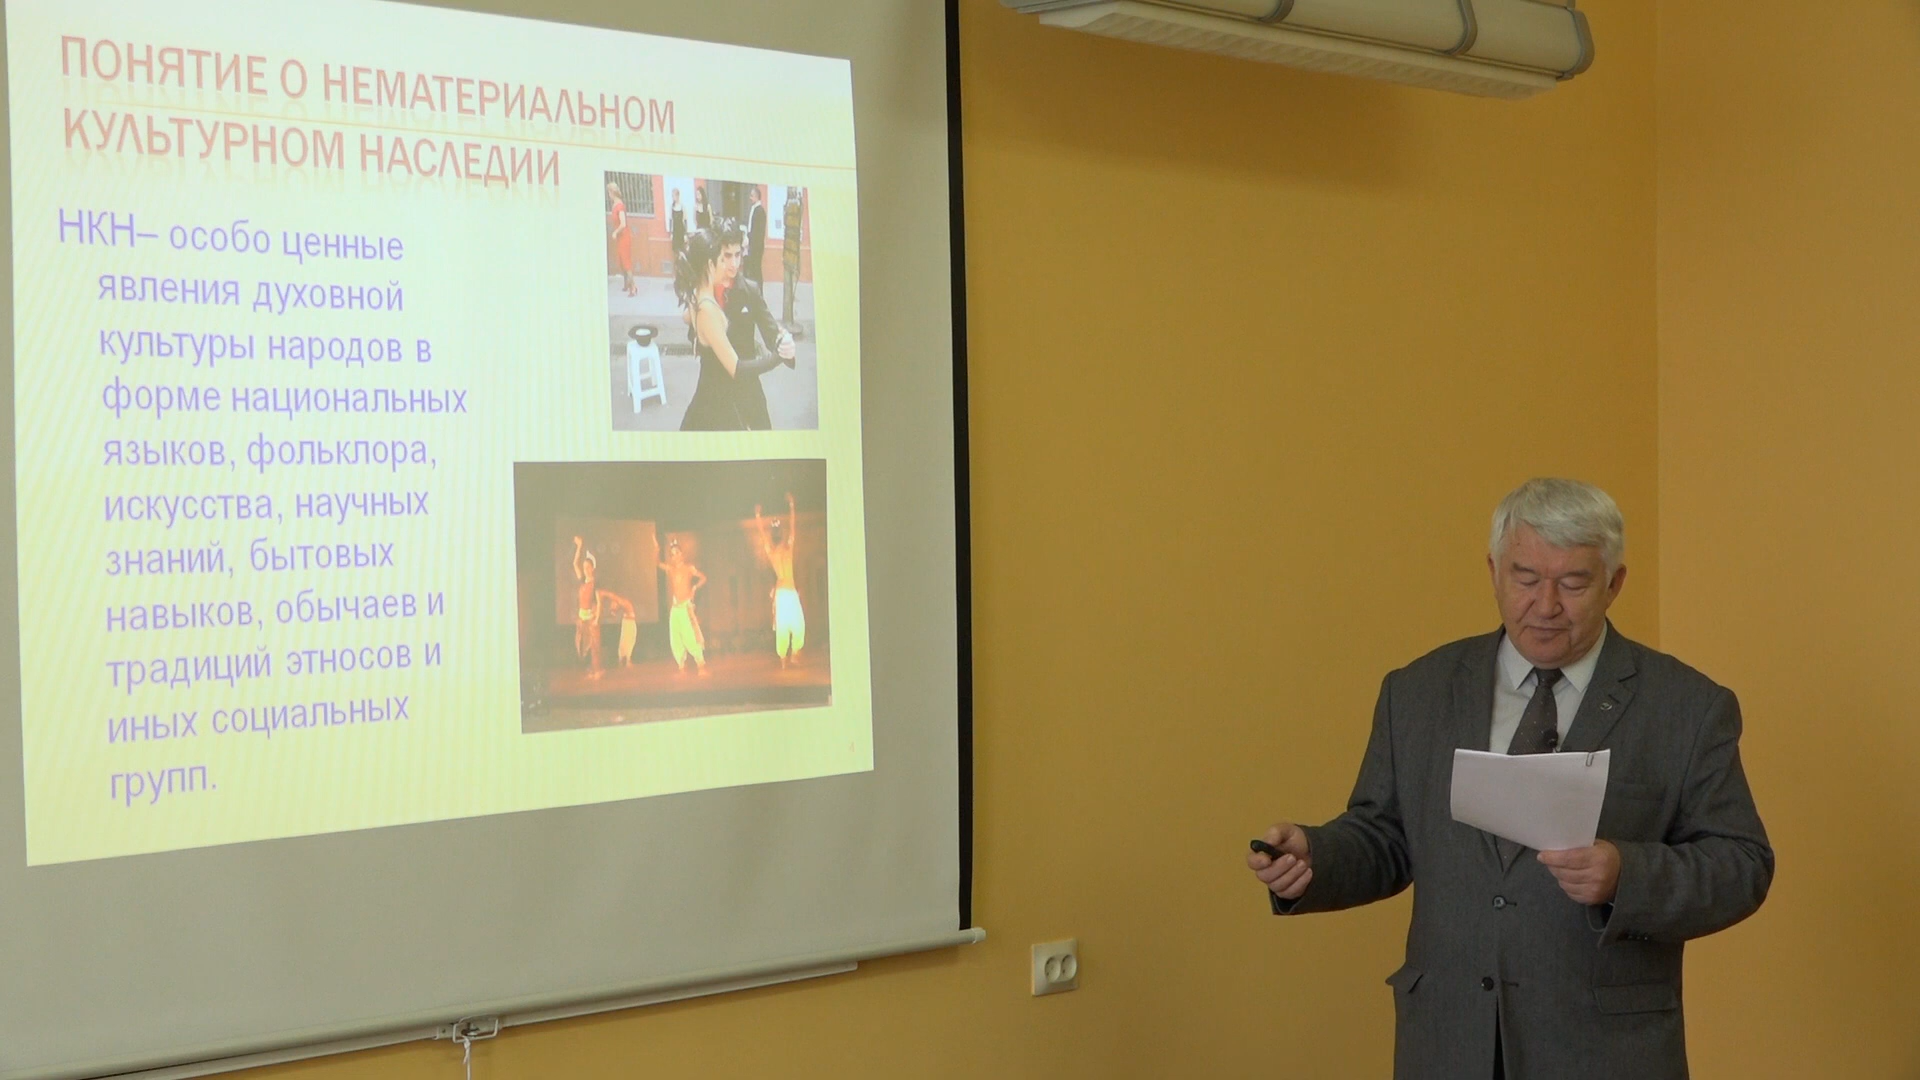 ПОНЯТИЕ О НЕМАТЕРИАЛЬНОМ
КУЛЬТУРНОМ НАСЛЕДИИ
НКН– особо ценные
явления духовной
культуры народов в
форме национальных
языков, фольклора,
искусства, научных
знаний, бытовых
навыков, обычаев и
традиций этносов и
иных социальных
групп.